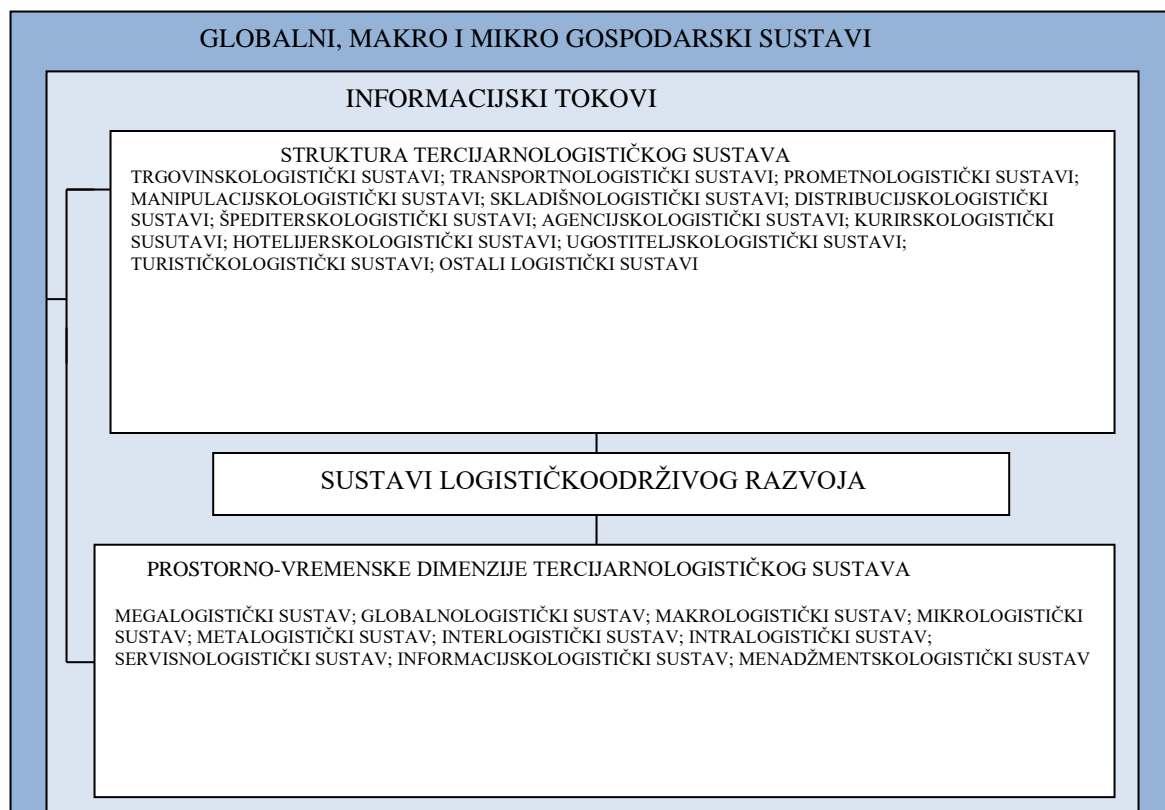 GLOBALNI, MAKRO I MIKRO GOSPODARSKI SUSTAVI
INFORMACIJSKI TOKOVI
STRUKTURA TERCIJARNOLOGISTIČKOG SUSTAVA
TRGOVINSKOLOGISTIČKI SUSTAVI; TRANSPORTNOLOGISTIČKI SUSTAVI; PROMETNOLOGISTIČKI SUSTAVI;
MANIPULACIJSKOLOGISTIČKI SUSTAVI; SKLADIŠNOLOGISTIČKI SUSTAVI; DISTRIBUCIJSKOLOGISTIČKI
SUSTAVI; ŠPEDITERSKOLOGISTIČKI SUSTAVI; AGENCIJSKOLOGISTIČKI SUSTAVI; KURIRSKOLOGISTIČKI
SUSUTAVI; HOTELIJERSKOLOGISTIČKI SUSTAVI; UGOSTITELJSKOLOGISTIČKI SUSTAVI;
TURISTIČKOLOGISTIČKI SUSTAVI; OSTALI LOGISTIČKI SUSTAVI
SUSTAVI LOGISTIČKOODRŽIVOG RAZVOJA
PROSTORNO-VREMENSKE DIMENZIJE TERCIJARNOLOGISTIČKOG SUSTAVA
MEGALOGISTIČKI SUSTAV; GLOBALNOLOGISTIČKI SUSTAV; MAKROLOGISTIČKI SUSTAV; MIKROLOGISTIČKI
SUSTAV; METALOGISTIČKI SUSTAV; INTERLOGISTIČKI SUSTAV; INTRALOGISTIČKI SUSTAV;
SERVISNOLOGISTIČKI SUSTAV; INFORMACIJSKOLOGISTIČKI SUSTAV; MENADŽMENTSKOLOGISTIČKI SUSTAV